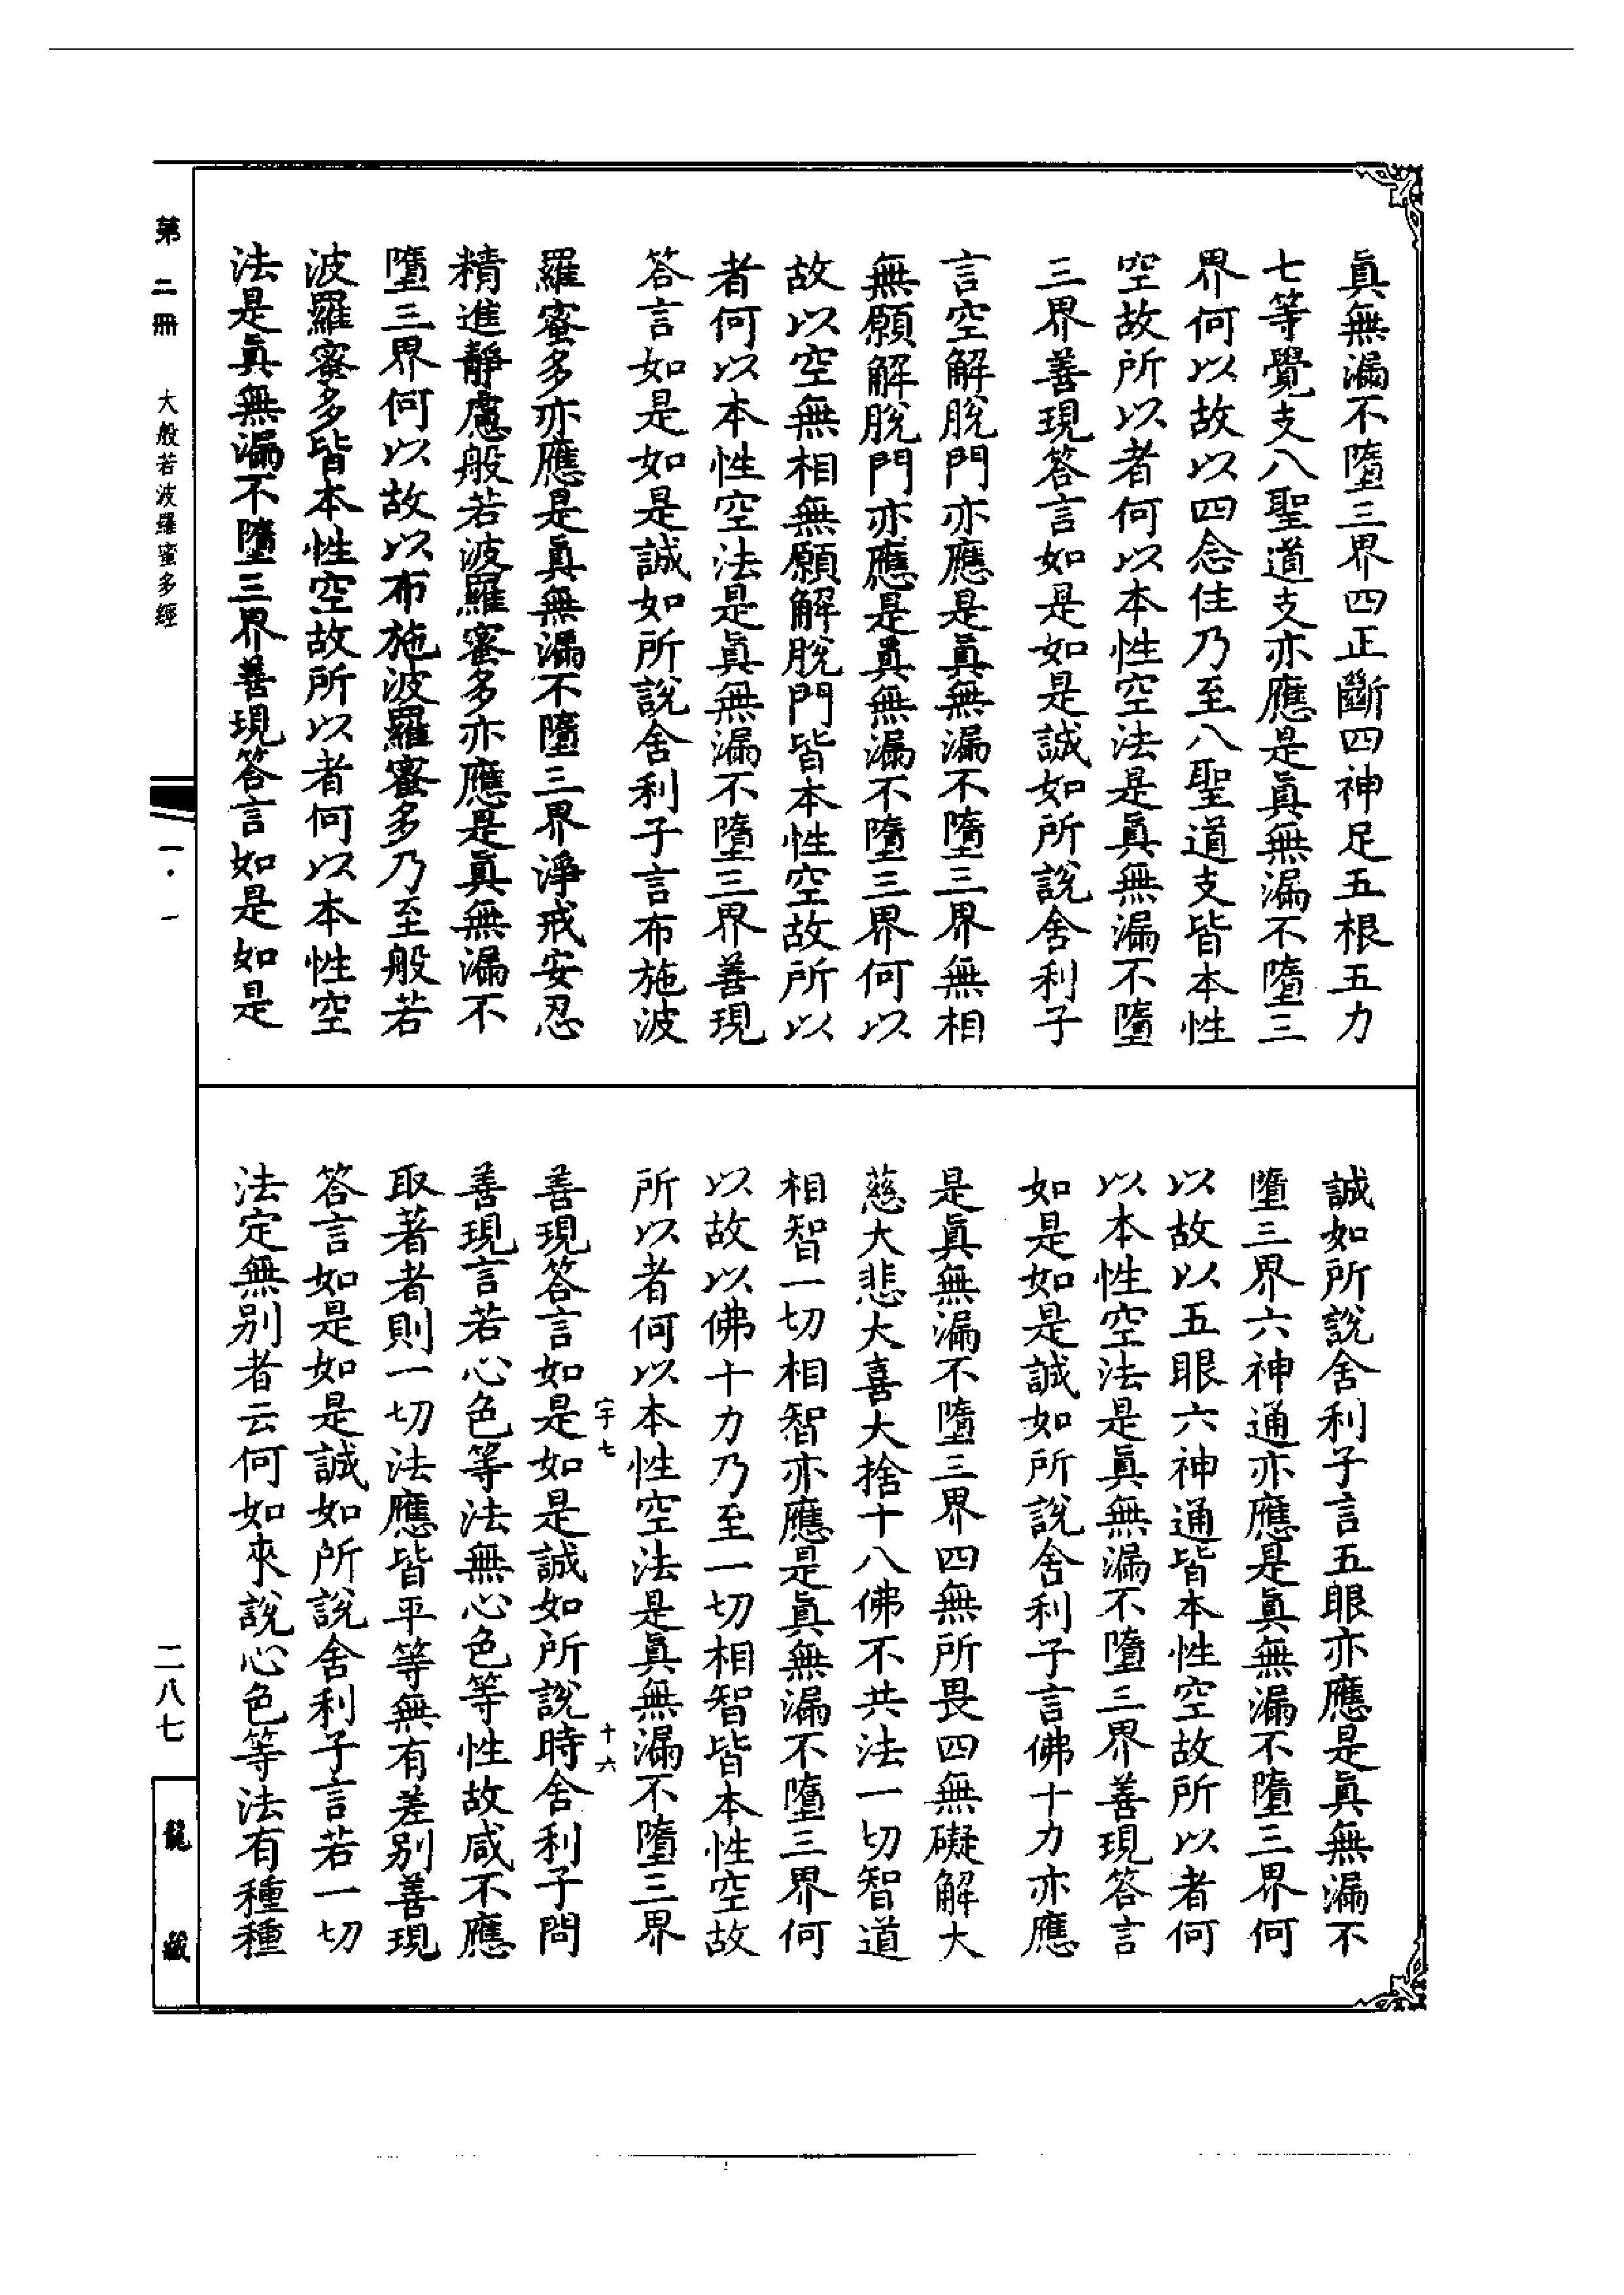 真無漏不墮三界四正斷四神足五根五力
七等覺支八聖道支亦應是真無漏不墮三
界何以故以四念住乃至八聖道支皆本性
空故所以者何以本性空法是真無漏不墮
三界善現答言如是如是誠如所說舍利子
言空解脫門亦應是真無漏不墮三界無相
無願解脫門亦應是真無漏不墮三界何以
故以空無相無願解脫門皆本性空故所以
者何以本性空法是真無漏不墮三界善現
答言如是如是誠如所說舍利子言布施波
羅蜜多亦應是真無漏不墮三界淨戒安忍
精進靜慮般若波羅蜜多亦應是真無漏不
墮三界何以故以布施波羅蜜多乃至般若
波羅蜜多皆本性空故所以者何以本性空
法是真無漏不墮三界善現答言如是如是
誠如所說舍利子言五眼亦應是真無漏不
墮三界六神通亦應是真無漏不墮三界何
以故以五眼六神通皆本性空故所以者何
以本性空法是真無漏不墮三界善現答言
如是如是誠如所說舍利子言佛十力亦應
是真無漏不墮三界四無所畏四無礙解大
慈大悲大喜大捨十八佛不共法一切智道
相智一切相智亦應是真無漏不墮三界何
以故以佛十力乃至一切相智皆本性空故
所以者何以本性空法是真無漏不墮三界
宇七 十六
善現答言如是如是誠如所說時舍利子問
善現言若心色等法無心色等性故咸不應
取著者則一切法應皆平等無有差別善現
答言如是如是誠如所說舍利子言若一切
法定無別者云何如來說心色等法有種種
第二冊 大般若波羅蜜多經 一·一 二八七
龍藏